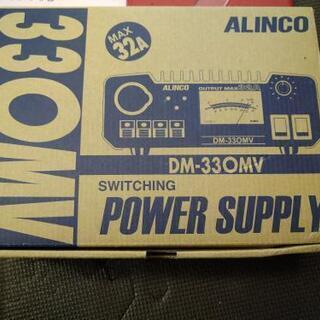 330MV
MAX
32A
ALINCO
ALINCO
OUTPUT MAX 32A
DM-330MV
DM-330MV
SWITCHING
POWER SUPPLY